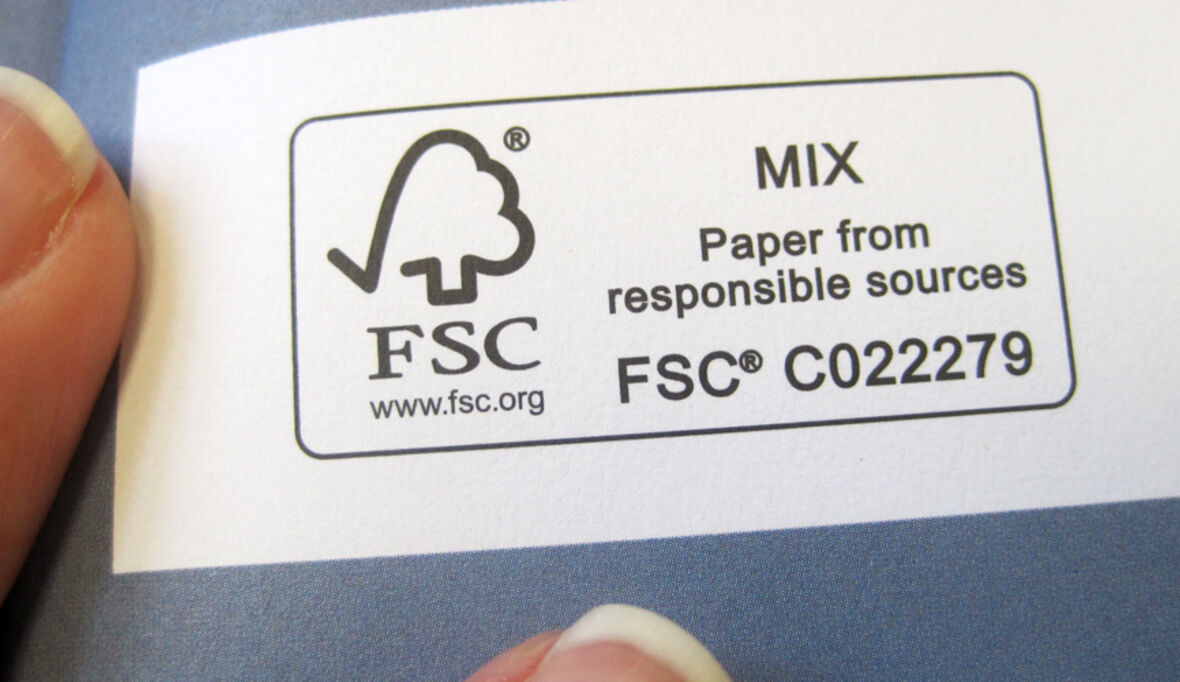 ®
FSC
www.fsc.org
MIX
Paper from
responsible sources
FSC® C022279